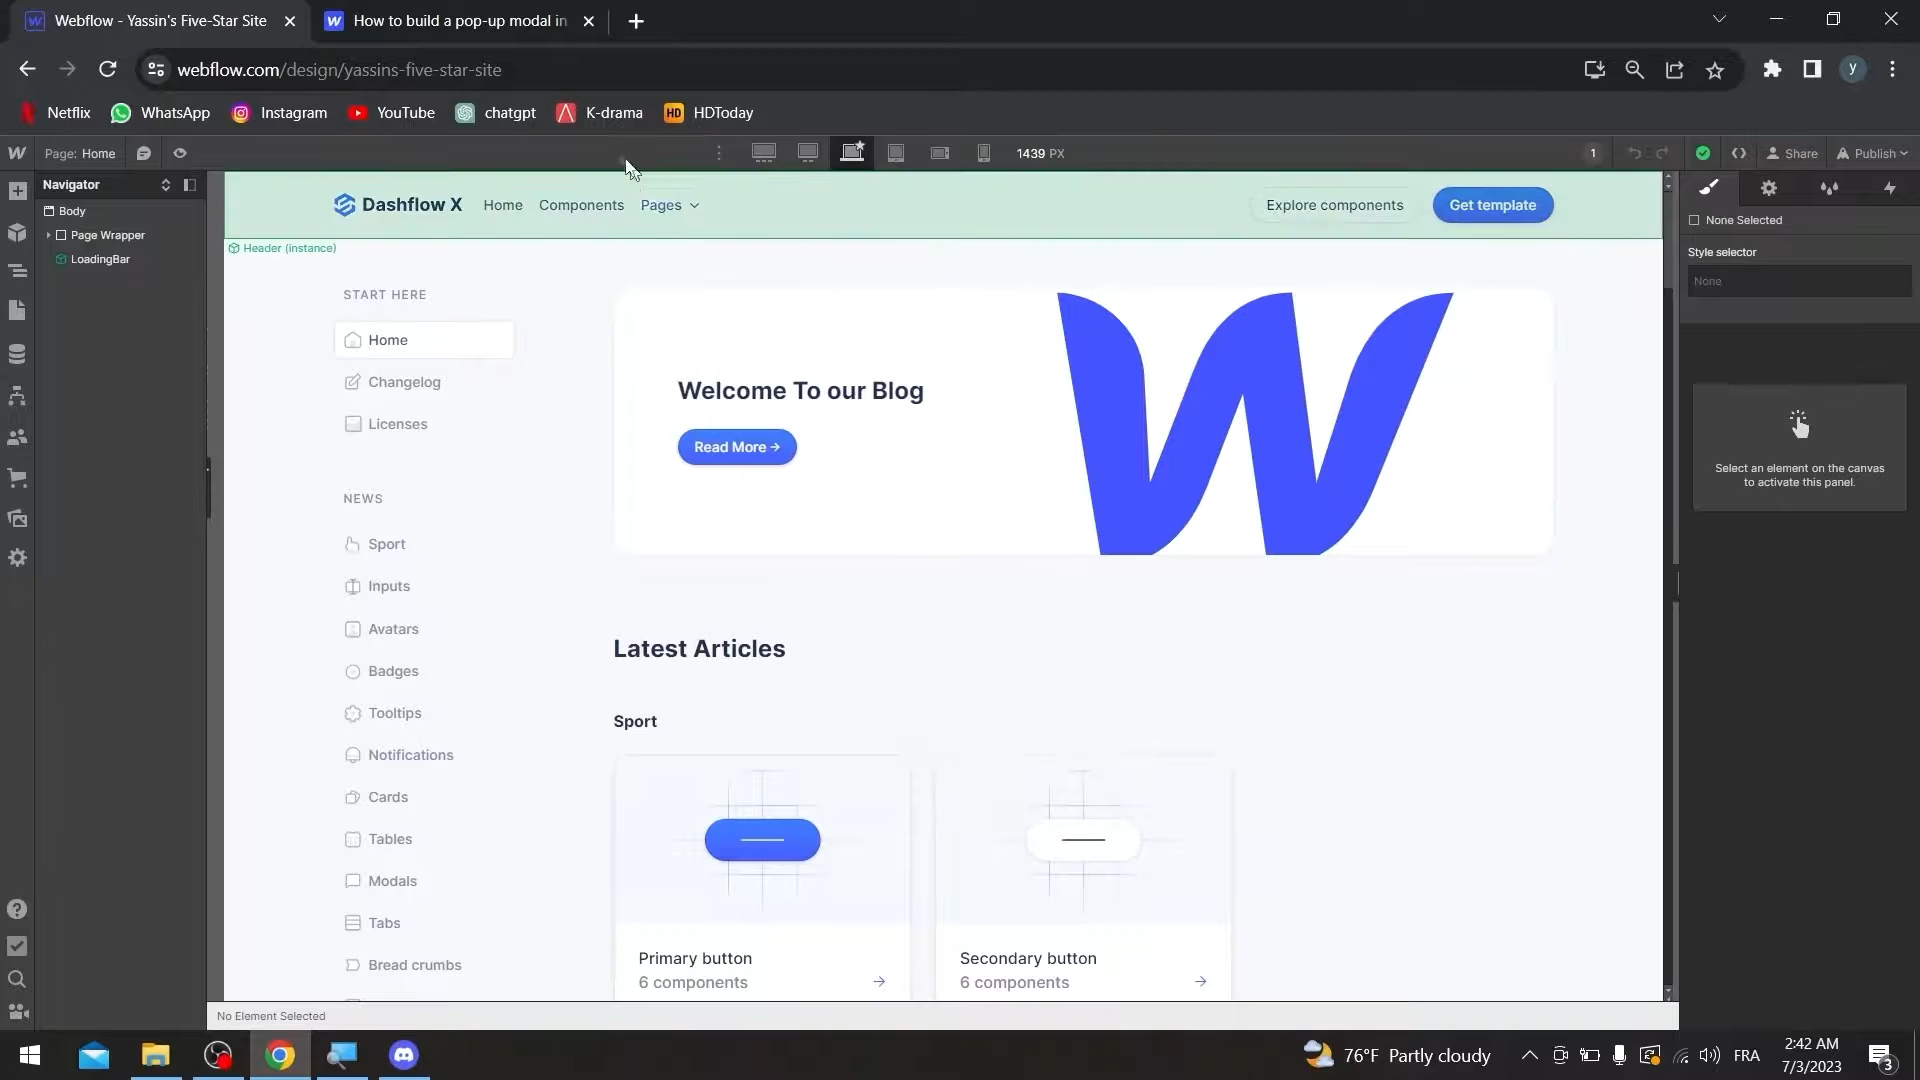 Webflow - Yassin's Five-Star Site
How to build a pop-up modal in
webflow.com/design/yassins-five-star-site
y
Netflix
WhatsApp
Instagram
YouTube
chatgpt
K-drama
HD
HDToday
Page: Home
1439 PX
1
Share
Publish
Navigator
Body
Page Wrapper
LoadingBar
Dashflow X
Home
Components
Pages
Explore components
Get template
Header (instance)
START HERE
Home
Changelog
Licenses
NEWS
Sport
Inputs
Avatars
Badges
Tooltips
Notifications
Cards
Tables
Modals
Tabs
Bread crumbs
Welcome To our Blog
Read More →
Latest Articles
Sport
Primary button
6 components
Secondary button
6 components
None Selected
Style selector
None
Select an element on the canvas
to activate this panel.
No Element Selected
76°F Partly cloudy
FRA
2:42 AM
7/3/2023
3